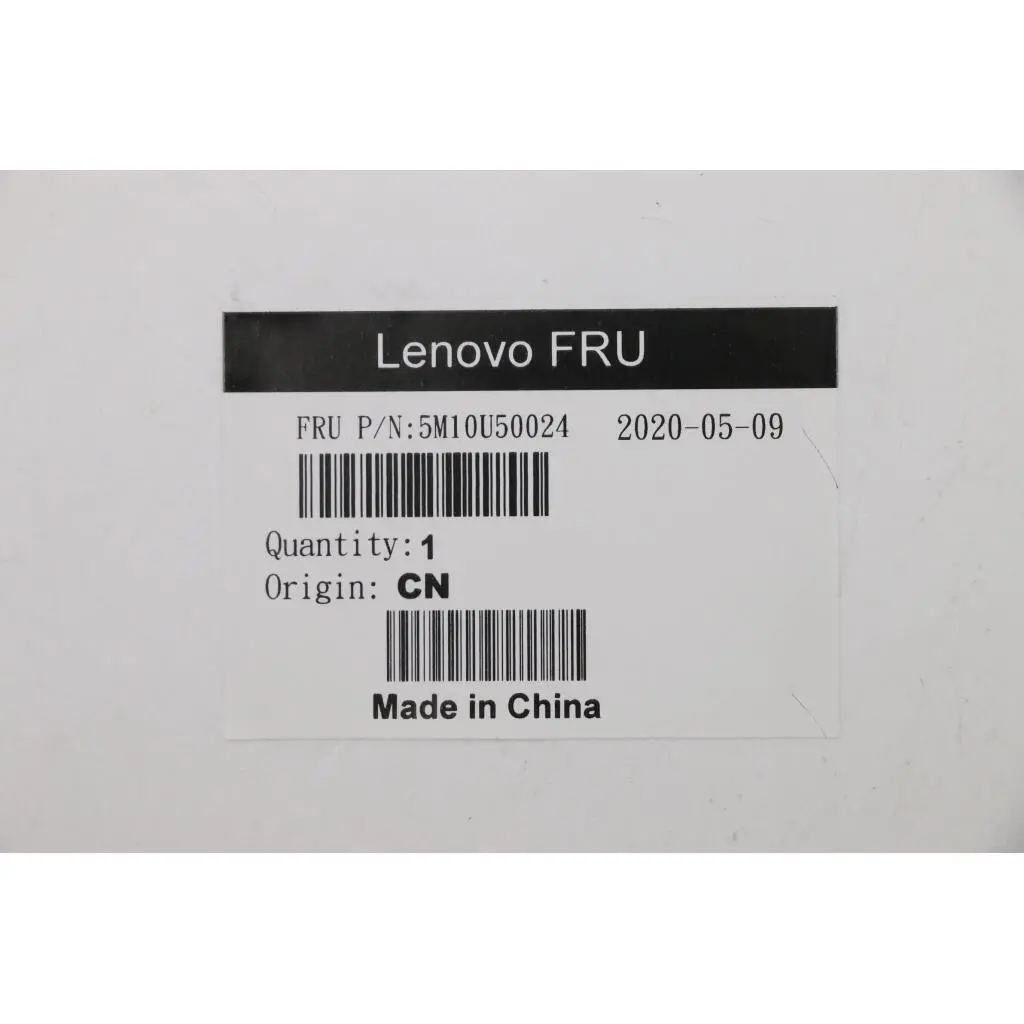 Lenovo FRU
FRU P/N:5M10U50024 2020-05-09
Quantity:1
Origin: CN
Made in China